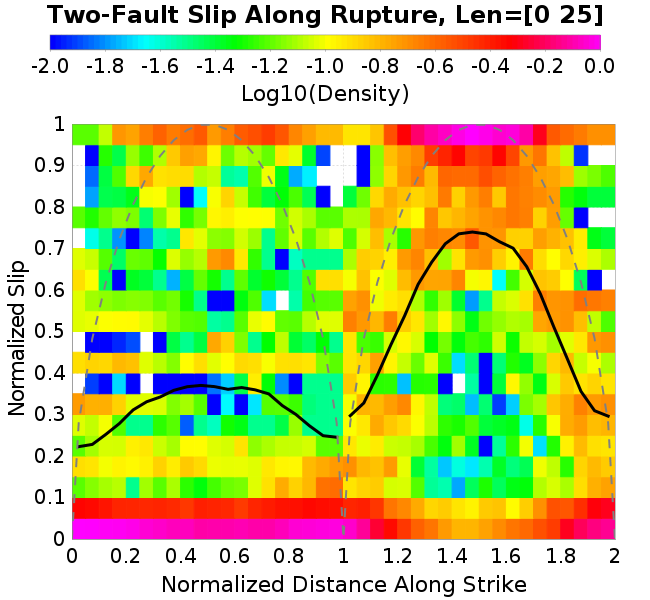 Two-Fault Slip Along Rupture, Len=[0 25]
-2.0 -1.8 -1.6 -1.4 -1.2 -1.0 -0.8 -0.6 -0.4 -0.2 0.0
Log10(Density)
1
0.9
0.8
0.7
0.6
0.5
0.4
0.3
0.2
0.1
0
Normalized Slip
0 0.2 0.4 0.6 0.8 1 1.2 1.4 1.6 1.8 2
Normalized Distance Along Strike